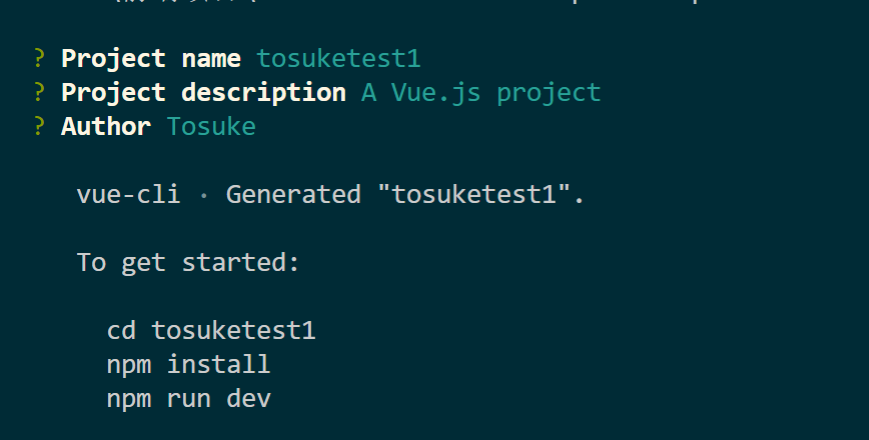 ? Project name tosuketest1
? Project description A Vue.js project
? Author Tosuke
vue-cli · Generated "tosuketest1".
To get started:
cd tosuketest1
npm install
npm run dev